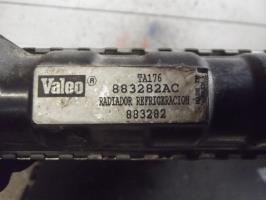 Valeo ®
TA176
883282AC
RADIADOR REFRIGERACION
883282